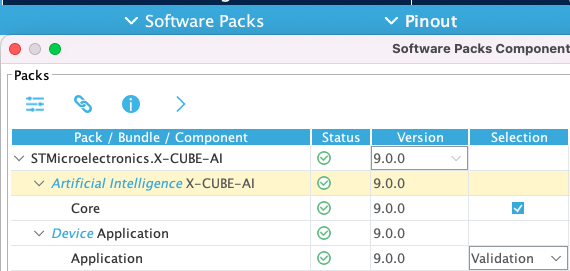 Software Packs Pinout
Software Packs Component
Packs
Pack / Bundle / Component Status Version Selection
STMicroelectronics.X-CUBE-AI 9.0.0
Artificial Intelligence X-CUBE-AI 9.0.0
Core 9.0.0
Device Application 9.0.0
Application 9.0.0 Validation